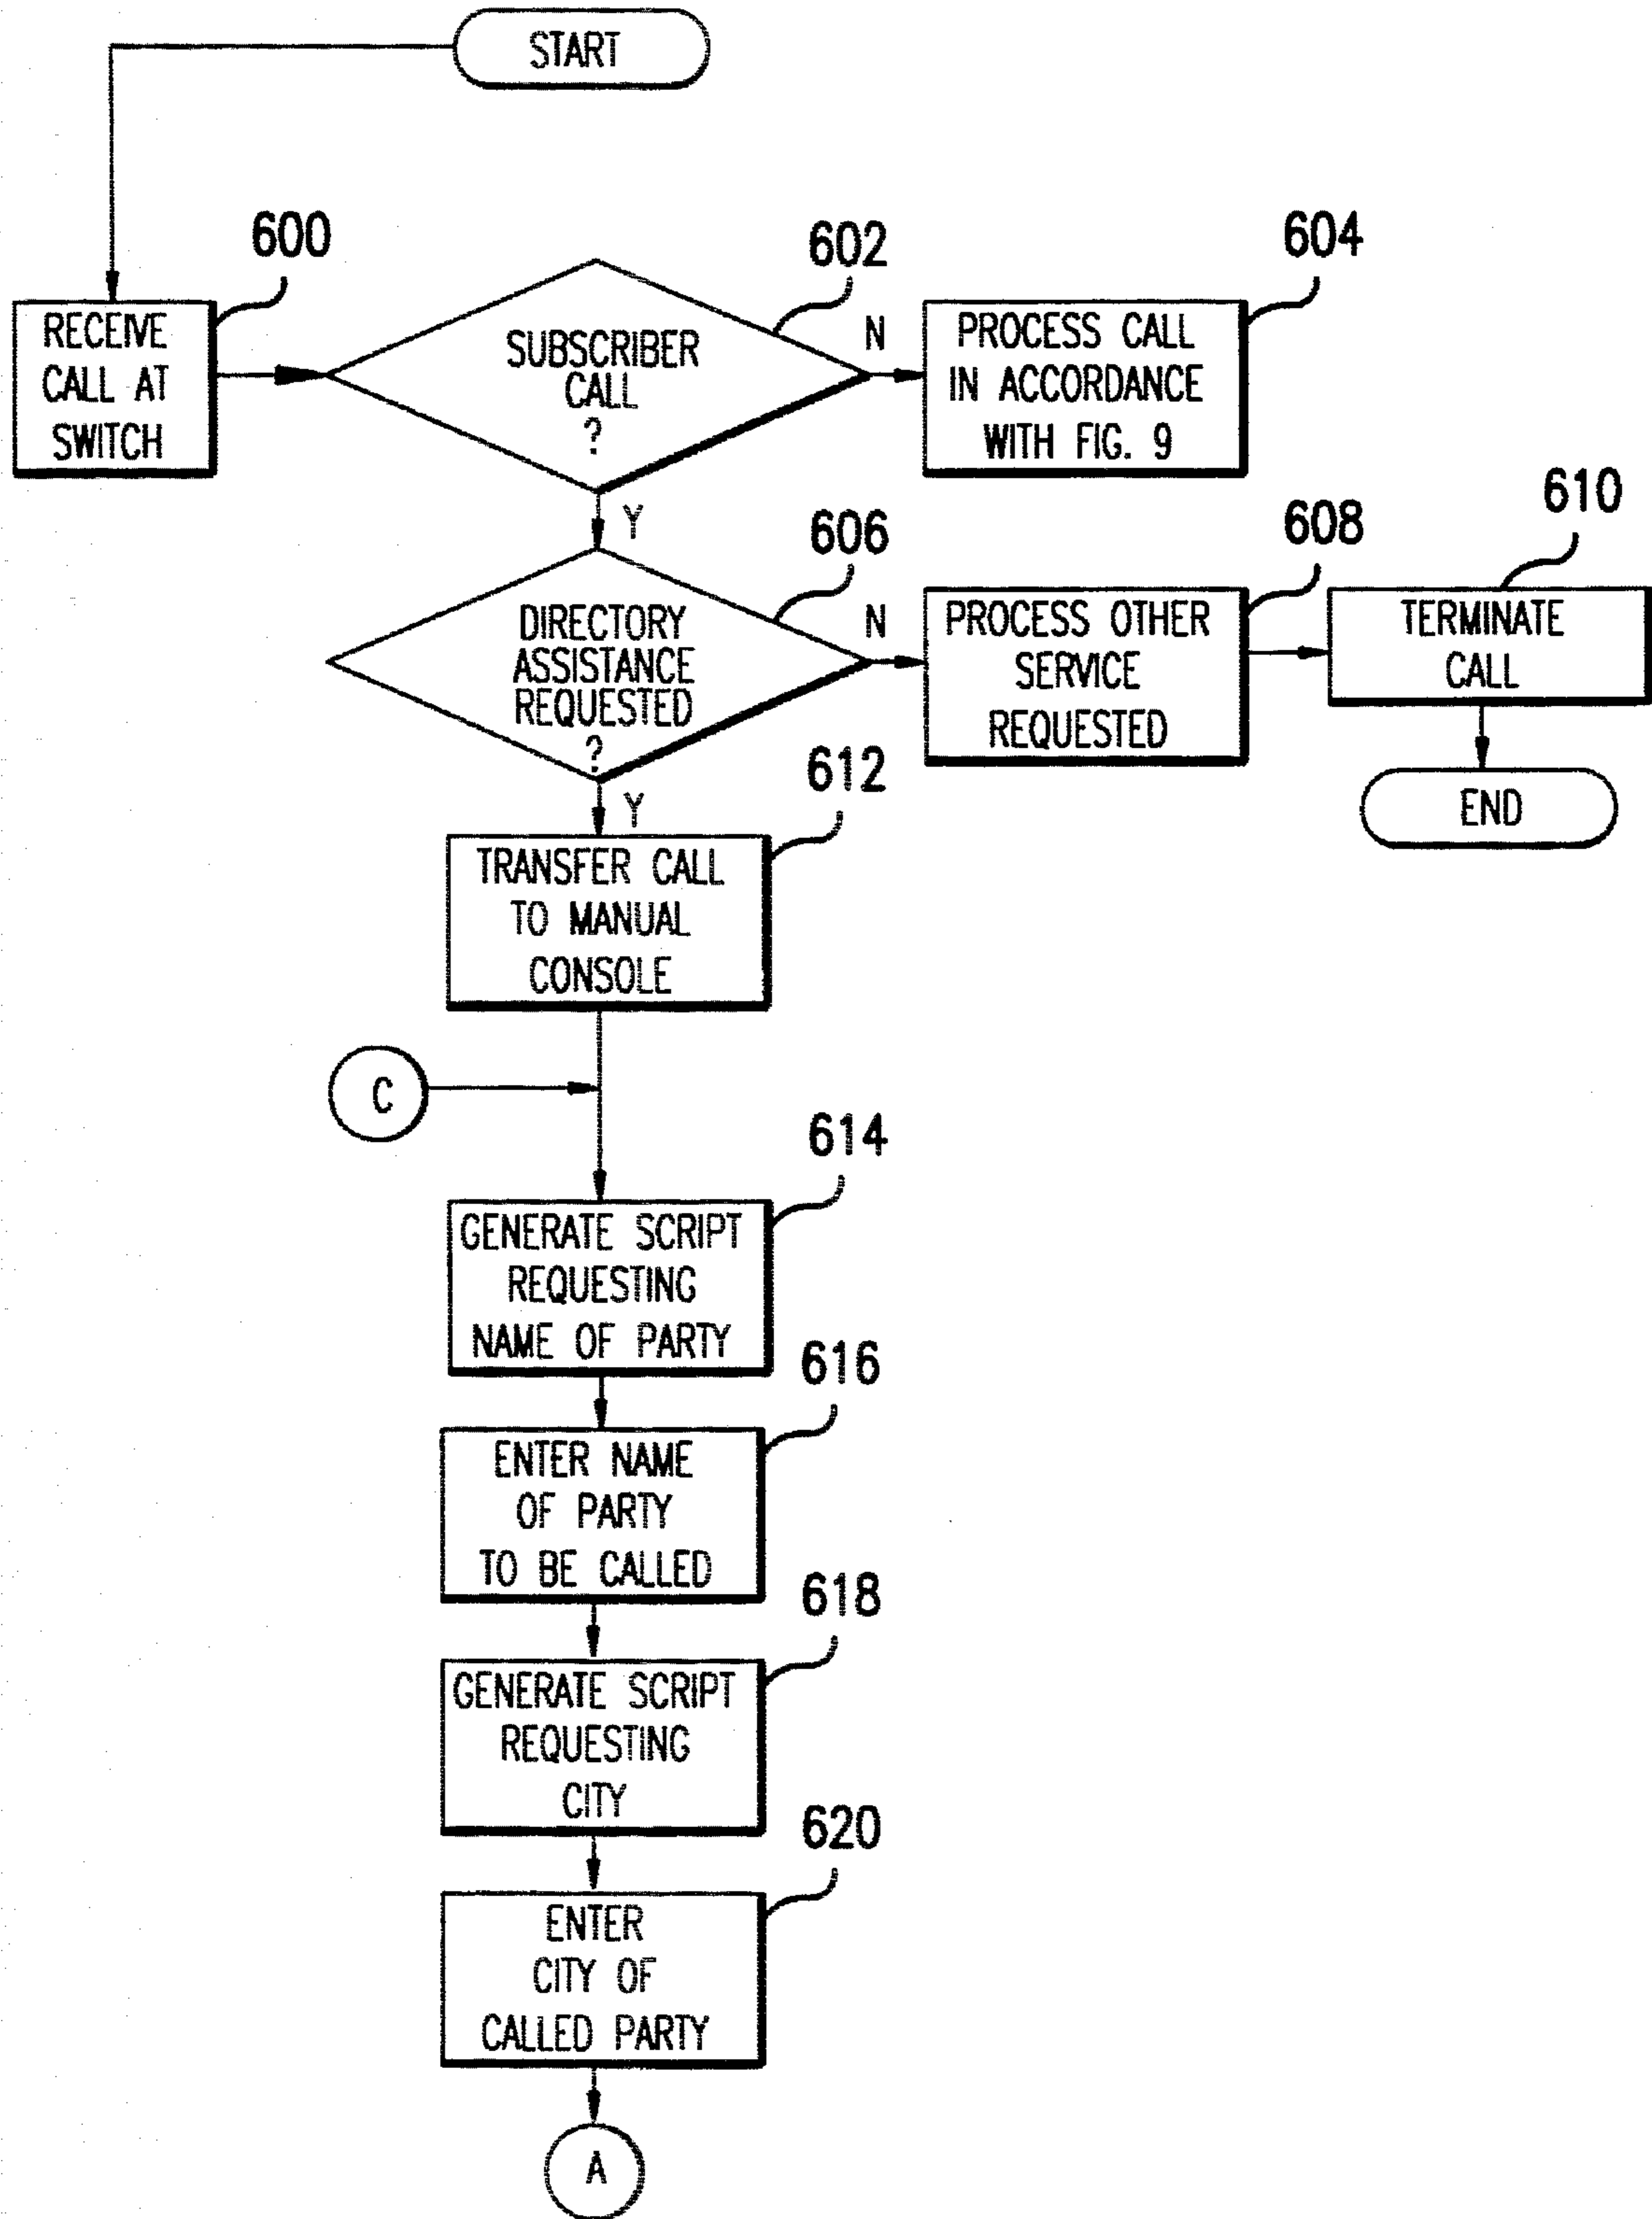 START
600
RECEIVE
CALL AT
SWITCH
602
SUBSCRIBER
CALL
?
N
Y
604
PROCESS CALL
IN ACCORDANCE
WITH FIG. 9
606
DIRECTORY
ASSISTANCE
REQUESTED
?
N
Y
608
PROCESS OTHER
SERVICE
REQUESTED
610
TERMINATE
CALL
END
612
TRANSFER CALL
TO MANUAL
CONSOLE
C
614
GENERATE SCRIPT
REQUESTING
NAME OF PARTY
616
ENTER NAME
OF PARTY
TO BE CALLED
618
GENERATE SCRIPT
REQUESTING
CITY
620
ENTER
CITY OF
CALLED PARTY
A